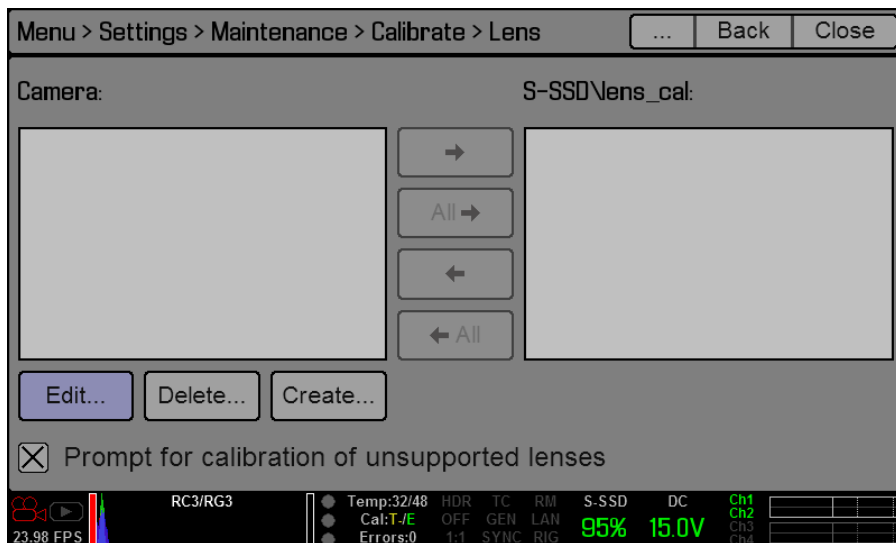 Menu > Settings > Maintenance > Calibrate > Lens ... Back Close
Camera: S-SSD\lens_cal:
All
All
Edit... Delete... Create...
Prompt for calibration of unsupported lenses
RC3/RG3 Temp:32/48 HDR TC RM S-SSD DC Ch1
Cal:T-/E OFF GEN LAN 95% 15.0V Ch2
23.98 FPS Errors:0 1:1 SYNC RIG Ch3
Ch4